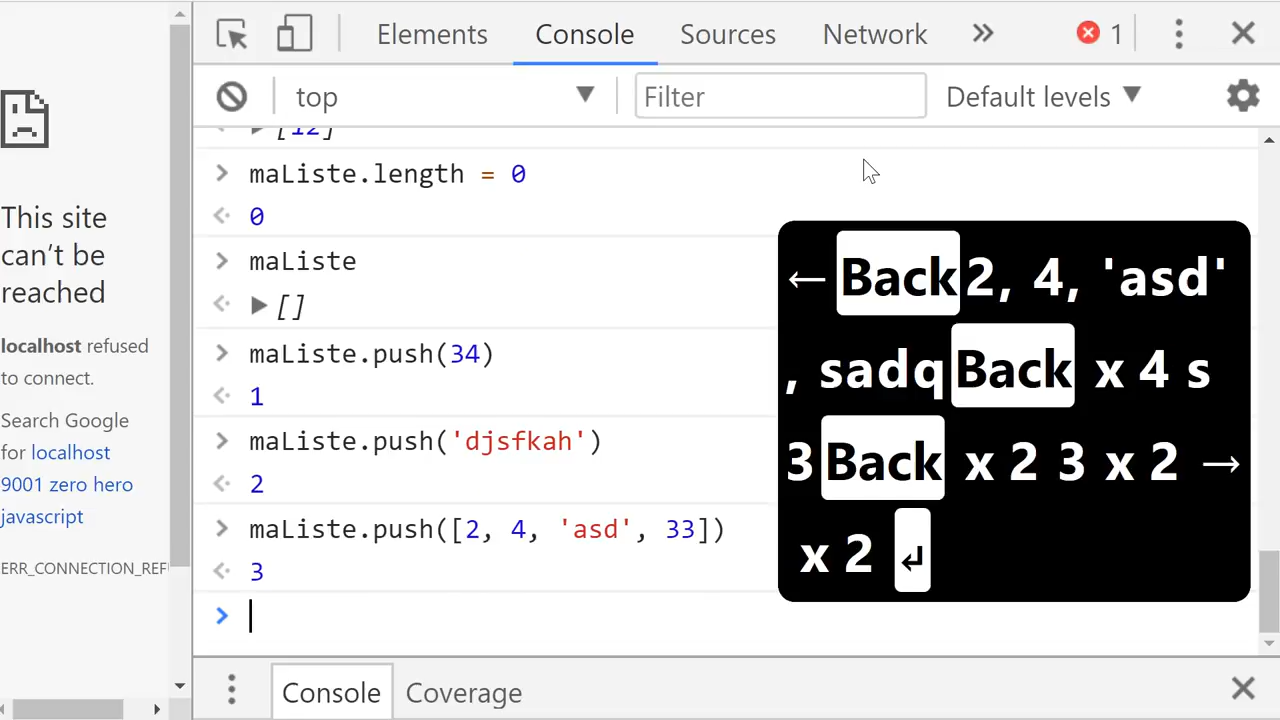 Elements Console Sources Network 1
top Filter Default levels
[12]
maListe.length = 0
0
maListe
[]
maListe.push(34)
1
maListe.push('djsfkah')
2
maListe.push([2, 4, 'asd', 33])
3
This site
can’t be
reached
localhost refused
to connect.
Search Google
for localhost
9001 zero hero
javascript
ERR_CONNECTION_REF
← Back 2, 4, 'asd'
, sadq Back x 4 s
3 Back x 2 3 x 2 →
x 2 ↵
Console Coverage